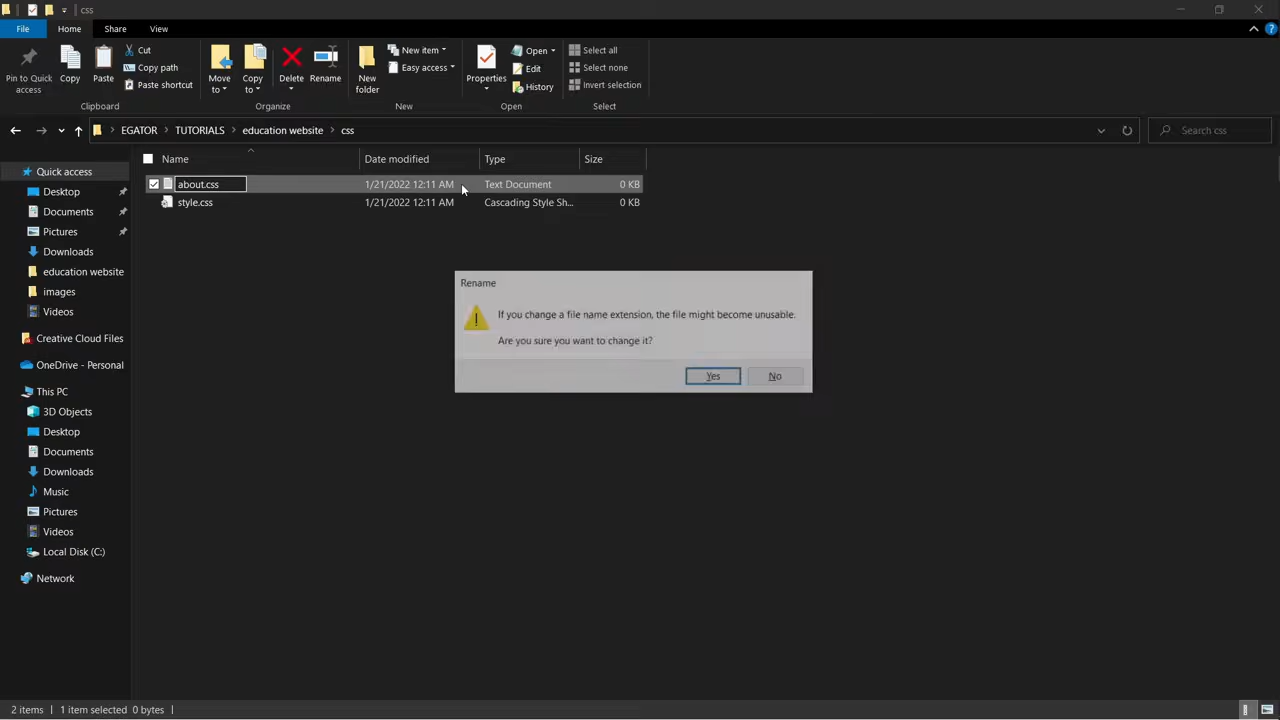 css
File Home Share View
Pin to Quick access
Copy
Paste
Cut
Copy path
Paste shortcut
Clipboard
Move to
Copy to
Delete
Rename
Organize
New folder
New item
Easy access
New
Properties
Open
Edit
History
Open
Select all
Select none
Invert selection
Select
EGATOR TUTORIALS education website css
Search css
Name Date modified Type Size
about.css 1/21/2022 12:11 AM Text Document 0 KB
style.css 1/21/2022 12:11 AM Cascading Style Sh... 0 KB
Quick access
Desktop
Documents
Pictures
Downloads
education website
images
Videos
Creative Cloud Files
OneDrive - Personal
This PC
3D Objects
Desktop
Documents
Downloads
Music
Pictures
Videos
Local Disk (C:)
Network
Rename
If you change a file name extension, the file might become unusable.
Are you sure you want to change it?
Yes No
2 items 1 item selected 0 bytes